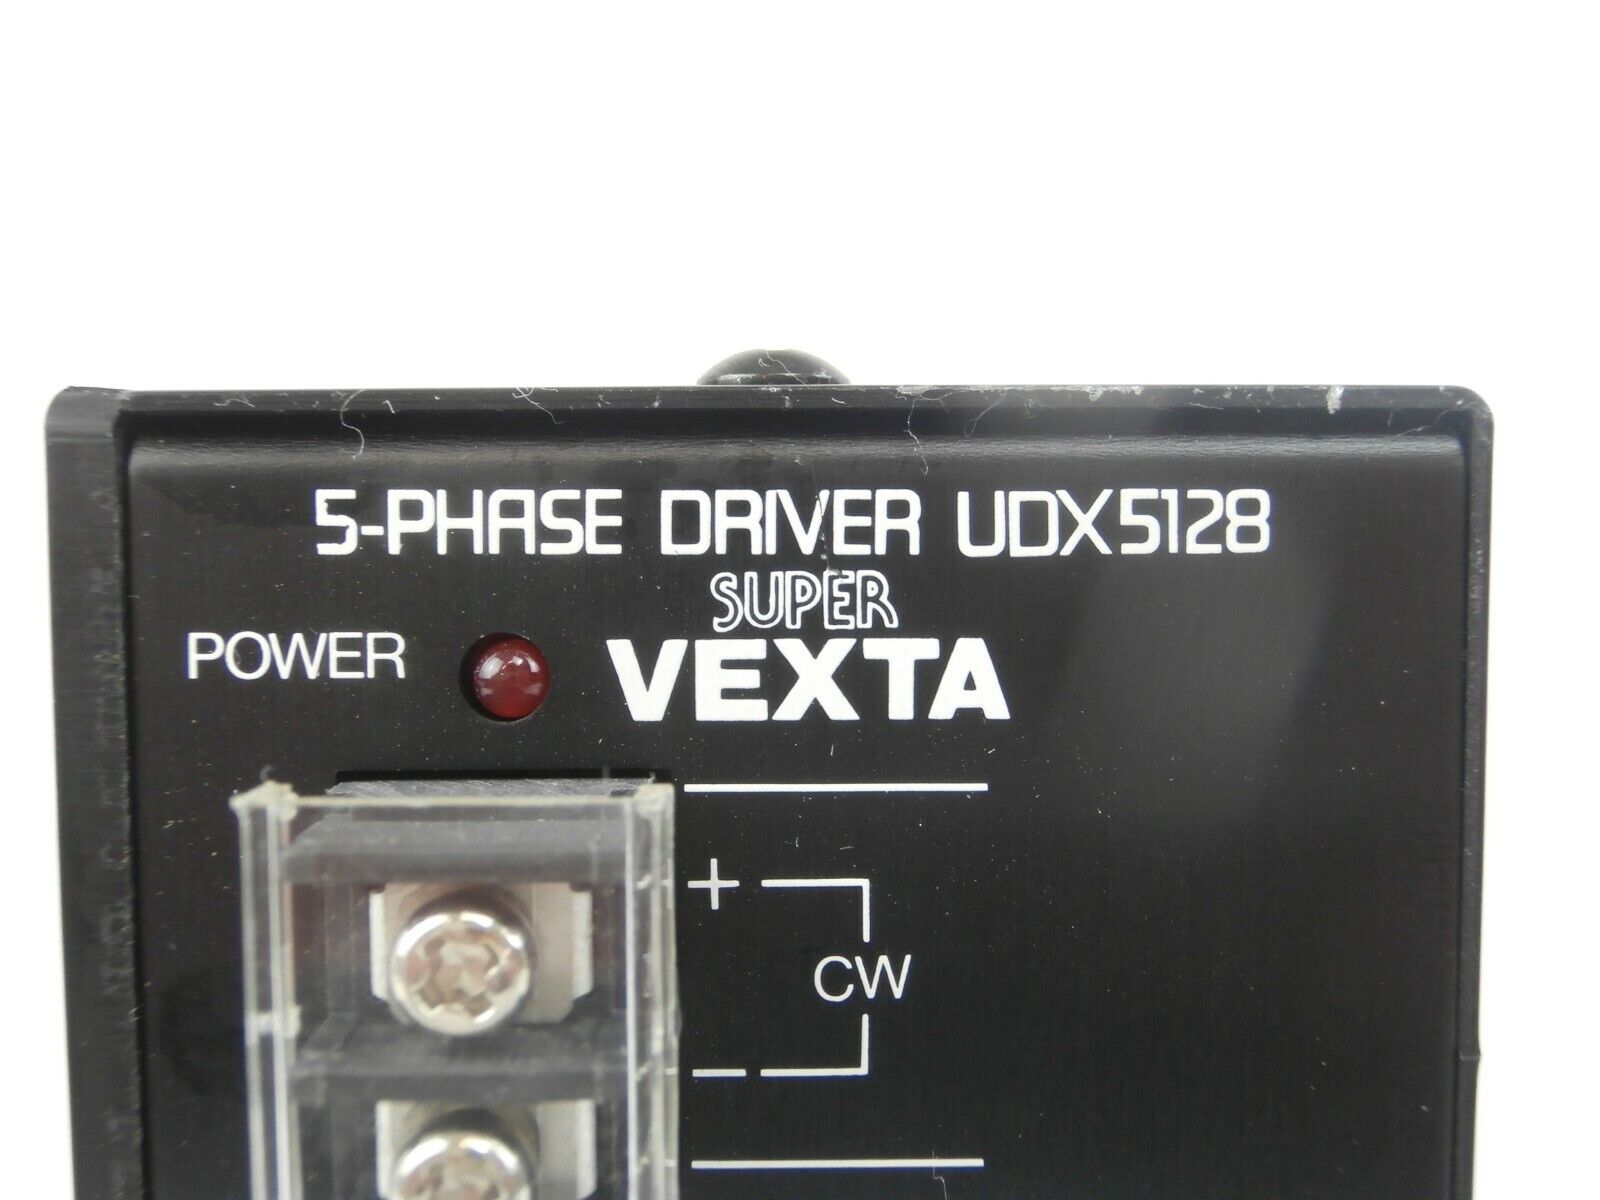 5-PHASE DRIVER UDX5128
SUPER
VEXTA
POWER
+
CW
−